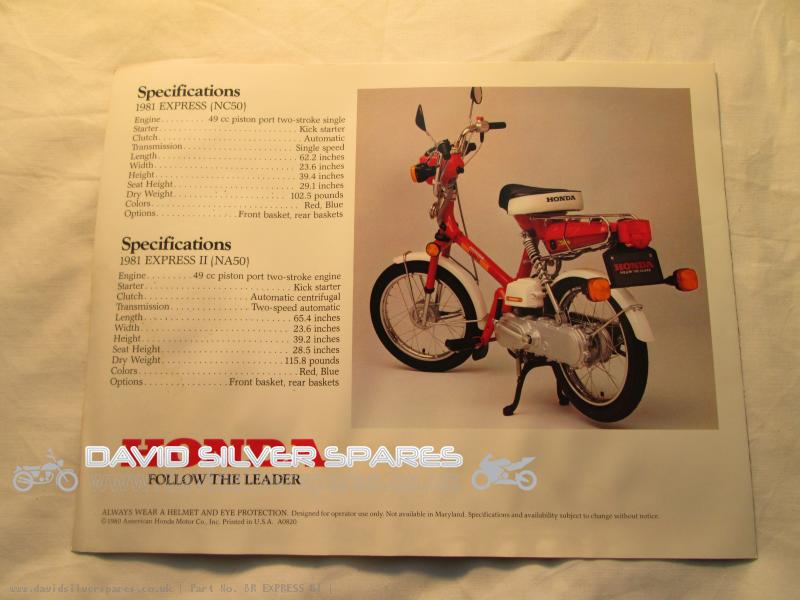 Specifications
1981 EXPRESS (NC50)
Engine......... 49 cc piston port two-stroke single
Starter................................ Kick starter
Clutch................................ Automatic
Transmission........................ Single speed
Length................................ 62.2 inches
Width................................ 23.6 inches
Height................................ 39.4 inches
Seat Height........................... 29.1 inches
Dry Weight........................ 102.5 pounds
Colors................................ Red, Blue
Options................. Front basket, rear baskets
Specifications
1981 EXPRESS II (NA50)
Engine......... 49 cc piston port two-stroke engine
Starter................................ Kick starter
Clutch.................... Automatic centrifugal
Transmission................ Two-speed automatic
Length................................ 65.4 inches
Width................................ 23.6 inches
Height................................ 39.2 inches
Seat Height........................... 28.5 inches
Dry Weight........................ 115.8 pounds
Colors................................ Red, Blue
Options................. Front basket, rear baskets
HONDA
HONDA
FOLLOW THE LEADER
HONDA
DAVID SILVER SPARES
FOLLOW THE LEADER
ALWAYS WEAR A HELMET AND EYE PROTECTION. Designed for operator use only. Not available in Maryland. Specifications and availability subject to change without notice.
©1980 American Honda Motor Co., Inc. Printed in U.S.A. A0820
www.davidsilverspares.co.uk | Part No. BR EXPRESS 81 |